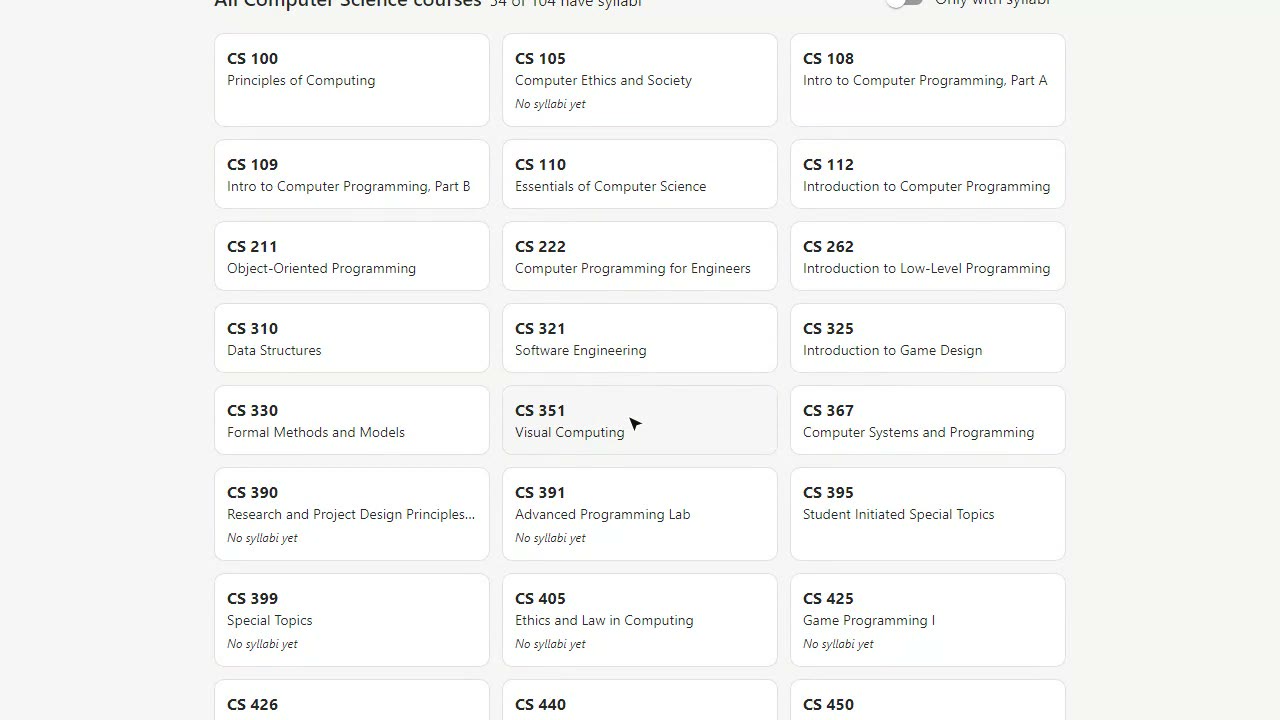 All Computer Science courses 54 of 104 have syllabi Only with syllabi
CS 100
Principles of Computing
CS 105
Computer Ethics and Society
No syllabi yet
CS 108
Intro to Computer Programming, Part A
CS 109
Intro to Computer Programming, Part B
CS 110
Essentials of Computer Science
CS 112
Introduction to Computer Programming
CS 211
Object-Oriented Programming
CS 222
Computer Programming for Engineers
CS 262
Introduction to Low-Level Programming
CS 310
Data Structures
CS 321
Software Engineering
CS 325
Introduction to Game Design
CS 330
Formal Methods and Models
CS 351
Visual Computing
CS 367
Computer Systems and Programming
CS 390
Research and Project Design Principles...
No syllabi yet
CS 391
Advanced Programming Lab
No syllabi yet
CS 395
Student Initiated Special Topics
CS 399
Special Topics
No syllabi yet
CS 405
Ethics and Law in Computing
No syllabi yet
CS 425
Game Programming I
No syllabi yet
CS 426
CS 440
CS 450